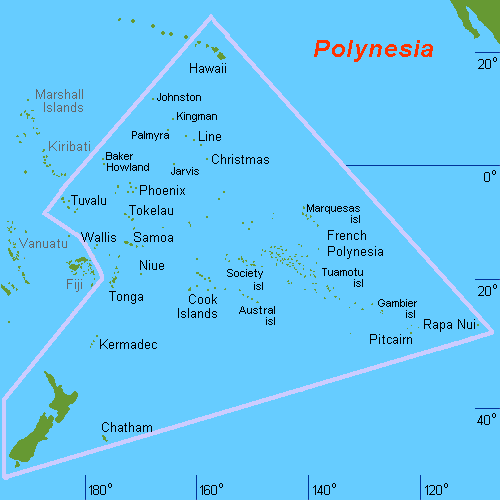 Polynesia
20°
Hawaii
Marshall
Islands
Johnston
Kingman
Palmyra
Line
Kiribati
Baker
Howland
Christmas
Jarvis
0°
Phoenix
Tuvalu
Tokelau
Marquesas
isl
Vanuatu
Wallis
Samoa
French
Polynesia
Niue
Society
isl
Tuamotu
isl
Fiji
20°
Tonga
Cook
Islands
Austral
isl
Gambier
isl
Rapa Nui
Pitcairn
Kermadec
40°
Chatham
180°
160°
140°
120°